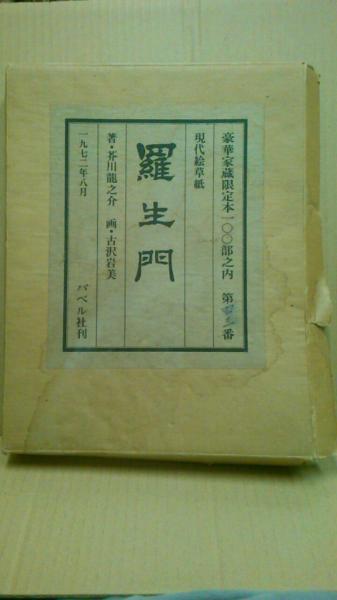 豪華家蔵限定本一〇〇部之内 第 番
現代絵草紙
羅生門
著・芥川龍之介 画・古沢岩美
一九七二年八月 バベル社刊